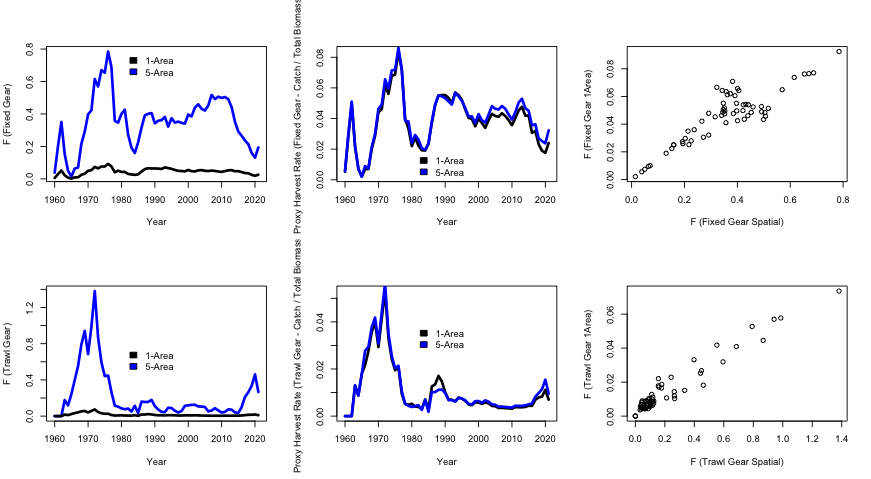 F (Fixed Gear)
0.0 0.2 0.4 0.6 0.8
1-Area
5-Area
1960 1970 1980 1990 2000 2010 2020
Year
Proxy Harvest Rate (Fixed Gear - Catch / Total Biomass
0.00 0.02 0.04 0.06 0.08
1-Area
5-Area
1960 1970 1980 1990 2000 2010 2020
Year
F (Fixed Gear 1Area)
0.00 0.04 0.08
0.0 0.2 0.4 0.6 0.8
F (Fixed Gear Spatial)
F (Trawl Gear)
0.0 0.4 0.8 1.2
1-Area
5-Area
1960 1970 1980 1990 2000 2010 2020
Year
Proxy Harvest Rate (Trawl Gear - Catch / Total Biomass
0.00 0.02 0.04
1-Area
5-Area
1960 1970 1980 1990 2000 2010 2020
Year
F (Trawl Gear 1Area)
0.00 0.02 0.04 0.06
0.0 0.2 0.4 0.6 0.8 1.0 1.2 1.4
F (Trawl Gear Spatial)